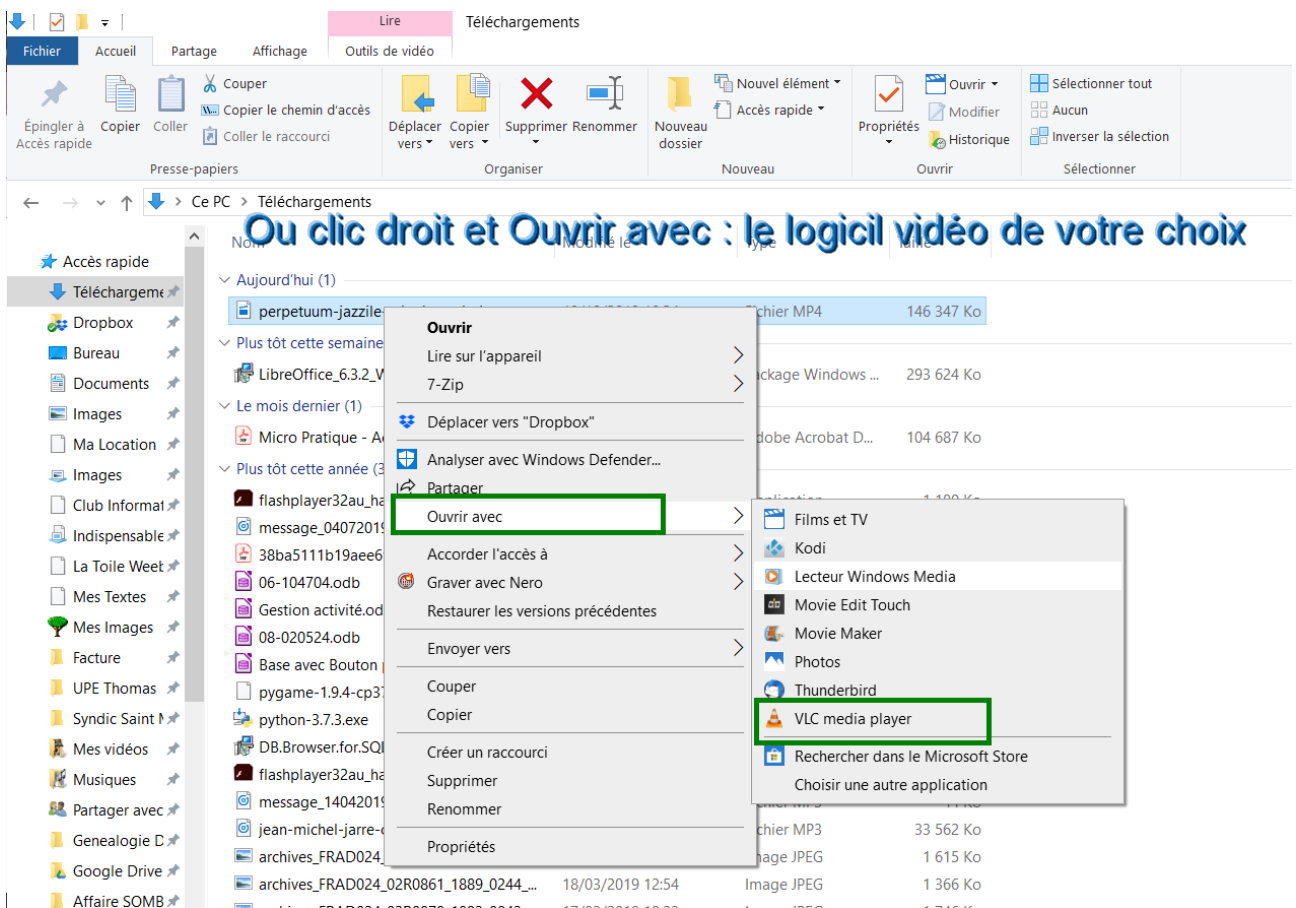 Lire
Téléchargements
Fichier
Accueil
Partage
Affichage
Outils de vidéo
Épingler à
Accès rapide
Copier
Coller
Couper
Copier le chemin d'accès
Coller le raccourci
Presse-papiers
Déplacer
vers
Copier
vers
Supprimer
Renommer
Organiser
Nouveau
dossier
Nouvel élément
Accès rapide
Nouveau
Propriétés
Ouvrir
Modifier
Historique
Ouvrir
Sélectionner tout
Aucun
Inverser la sélection
Sélectionner
Ce PC > Téléchargements
Ou clic droit et Ouvrir avec : le logicil vidéo de votre choix
Accès rapide
Téléchargeme
Dropbox
Bureau
Documents
Images
Ma Location
Images
Club Informat
Indispensable
La Toile Weet
Mes Textes
Mes Images
Facture
UPE Thomas
Syndic Saint
Mes vidéos
Musiques
Partager avec
Genealogie
Google Drive
Affaire SOMB
Aujourd'hui (1)
perpetuum-jazzile-
chier MP4 146 347 Ko
Plus tôt cette semaine
LibreOffice_6.3.2_
ackage Windows ... 293 624 Ko
Le mois dernier (1)
Micro Pratique -
dobe Acrobat D... 104 687 Ko
Plus tôt cette année
flashplayer32au_ha
message_04072019
38ba5111b19aee6
06-104704.odb
Gestion activité.od
08-020524.odb
Base avec Bouton
pygame-1.9.4-cp37
python-3.7.3.exe
DB.Browser.for.SQL
flashplayer32au_ha
message_14042019
jean-michel-jarre-
chier MP3 33 562 Ko
archives_FRAD024_
mage JPEG 1 615 Ko
archives_FRAD024_02R0861_1889_0244_... 18/03/2019 12:54 Image JPEG 1 366 Ko
Ouvrir
Lire sur l'appareil
7-Zip
Déplacer vers "Dropbox"
Analyser avec Windows Defender...
Partager
Ouvrir avec
Accorder l'accès à
Graver avec Nero
Restaurer les versions précédentes
Envoyer vers
Couper
Copier
Créer un raccourci
Supprimer
Renommer
Propriétés
Films et TV
Kodi
Lecteur Windows Media
Movie Edit Touch
Movie Maker
Photos
Thunderbird
VLC media player
Rechercher dans le Microsoft Store
Choisir une autre application